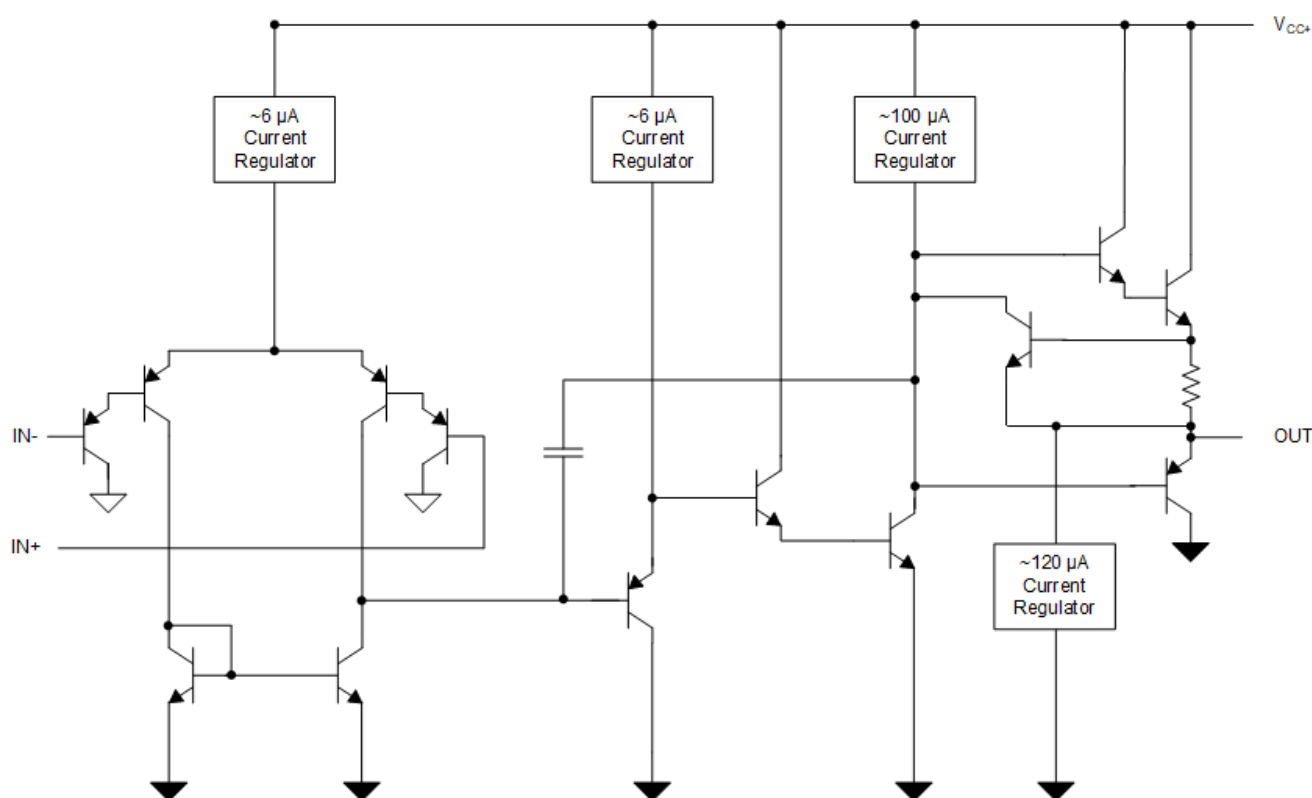 V_CC+
~6 µA
Current
Regulator
~6 µA
Current
Regulator
~100 µA
Current
Regulator
IN-
OUT
IN+
~120 µA
Current
Regulator